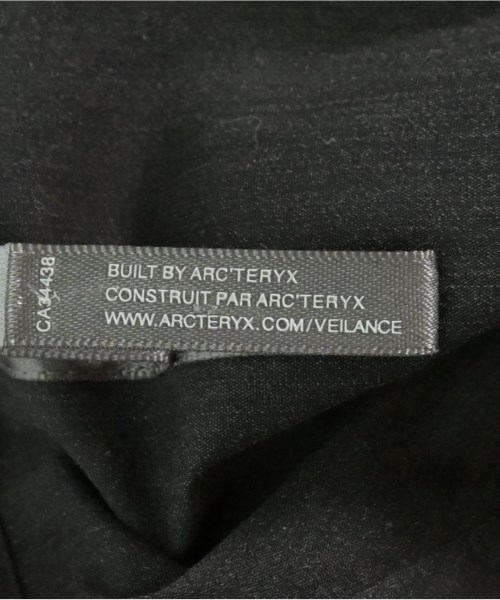 CA34438
BUILT BY ARC'TERYX
CONSTRUIT PAR ARC'TERYX
WWW.ARCTERYX.COM/VEILANCE